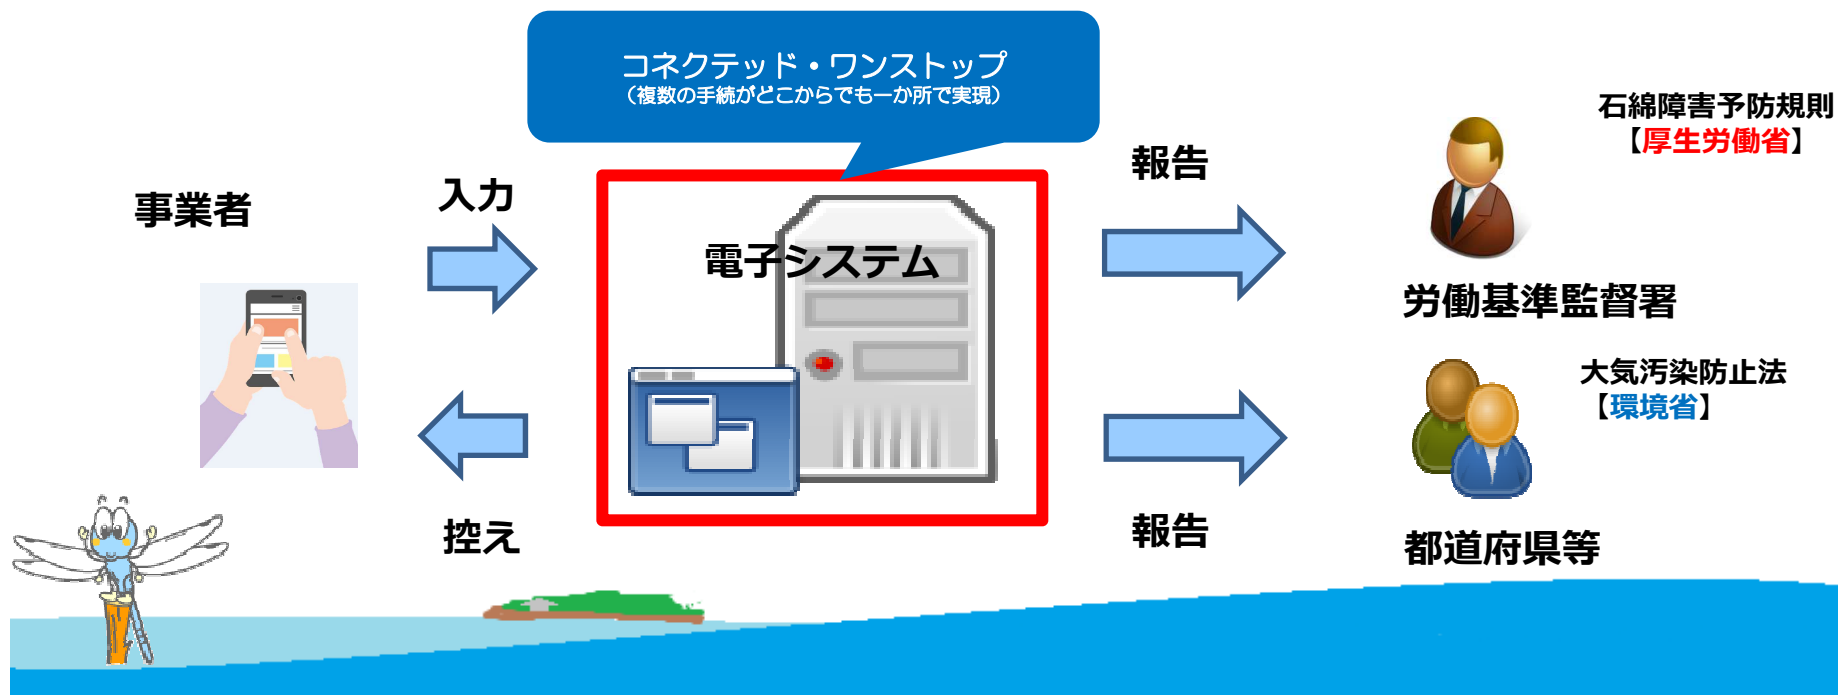 コネクテッド・ワンストップ
（複数の手続がどこからでも一か所で実現）
事業者
入力
電子システム
控え
報告
石綿障害予防規則
【厚生労働省】
労働基準監督署
大気汚染防止法
【環境省】
報告
都道府県等